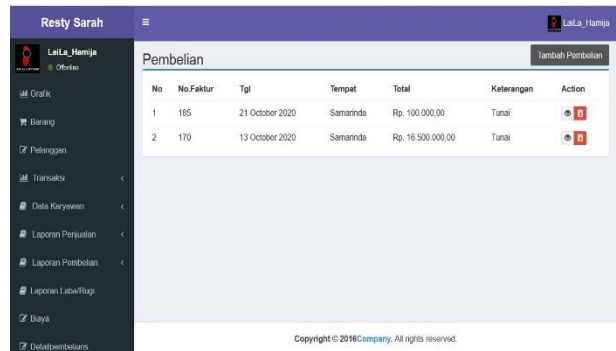 Resty Sarah
LaiLa_Hamija
LaiLa_Hamija
Offonline
Pembelian
Tambah Pembelian
No No.Faktur Tgl Tempat Total Keterangan Action
1 185 21 October 2020 Samarinda Rp. 100.000,00 Tunai
2 170 13 October 2020 Samarinda Rp. 16.500.000,00 Tunai
Grafik
Barang
Pelanggan
Transaksi
Data Karyawan
Laporan Penjualan
Laporan Pembelian
Laporan Laba/Rugi
Biaya
Detailpembelians
Copyright © 2016Company. All rights reserved.